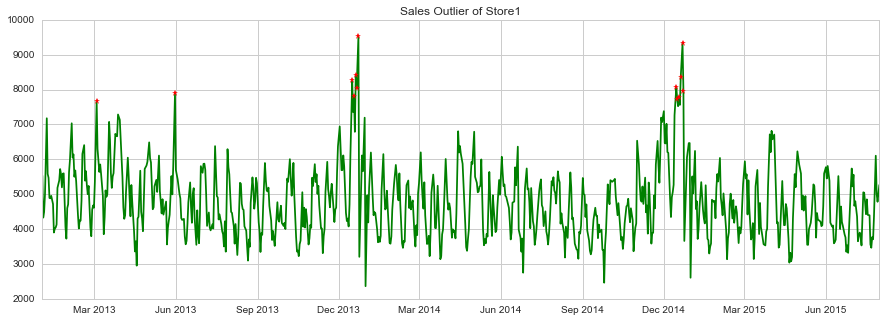 Sales Outlier of Store1
10000
9000
8000
7000
6000
5000
4000
3000
2000
Mar 2013
Jun 2013
Sep 2013
Dec 2013
Mar 2014
Jun 2014
Sep 2014
Dec 2014
Mar 2015
Jun 2015